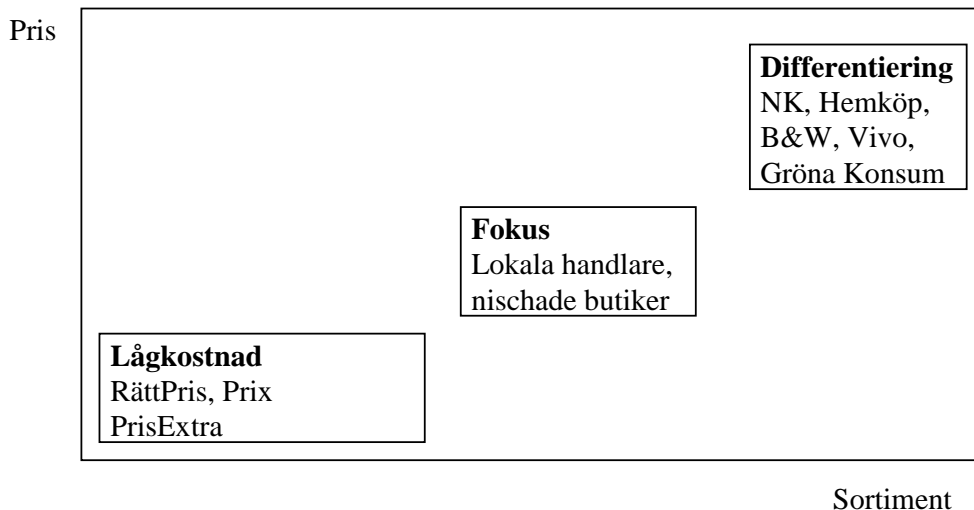 Pris
Differentiering
NK, Hemköp,
B&W, Vivo,
Gröna Konsum
Fokus
Lokala handlare,
nischade butiker
Lågkostnad
RättPris, Prix
PrisExtra
Sortiment